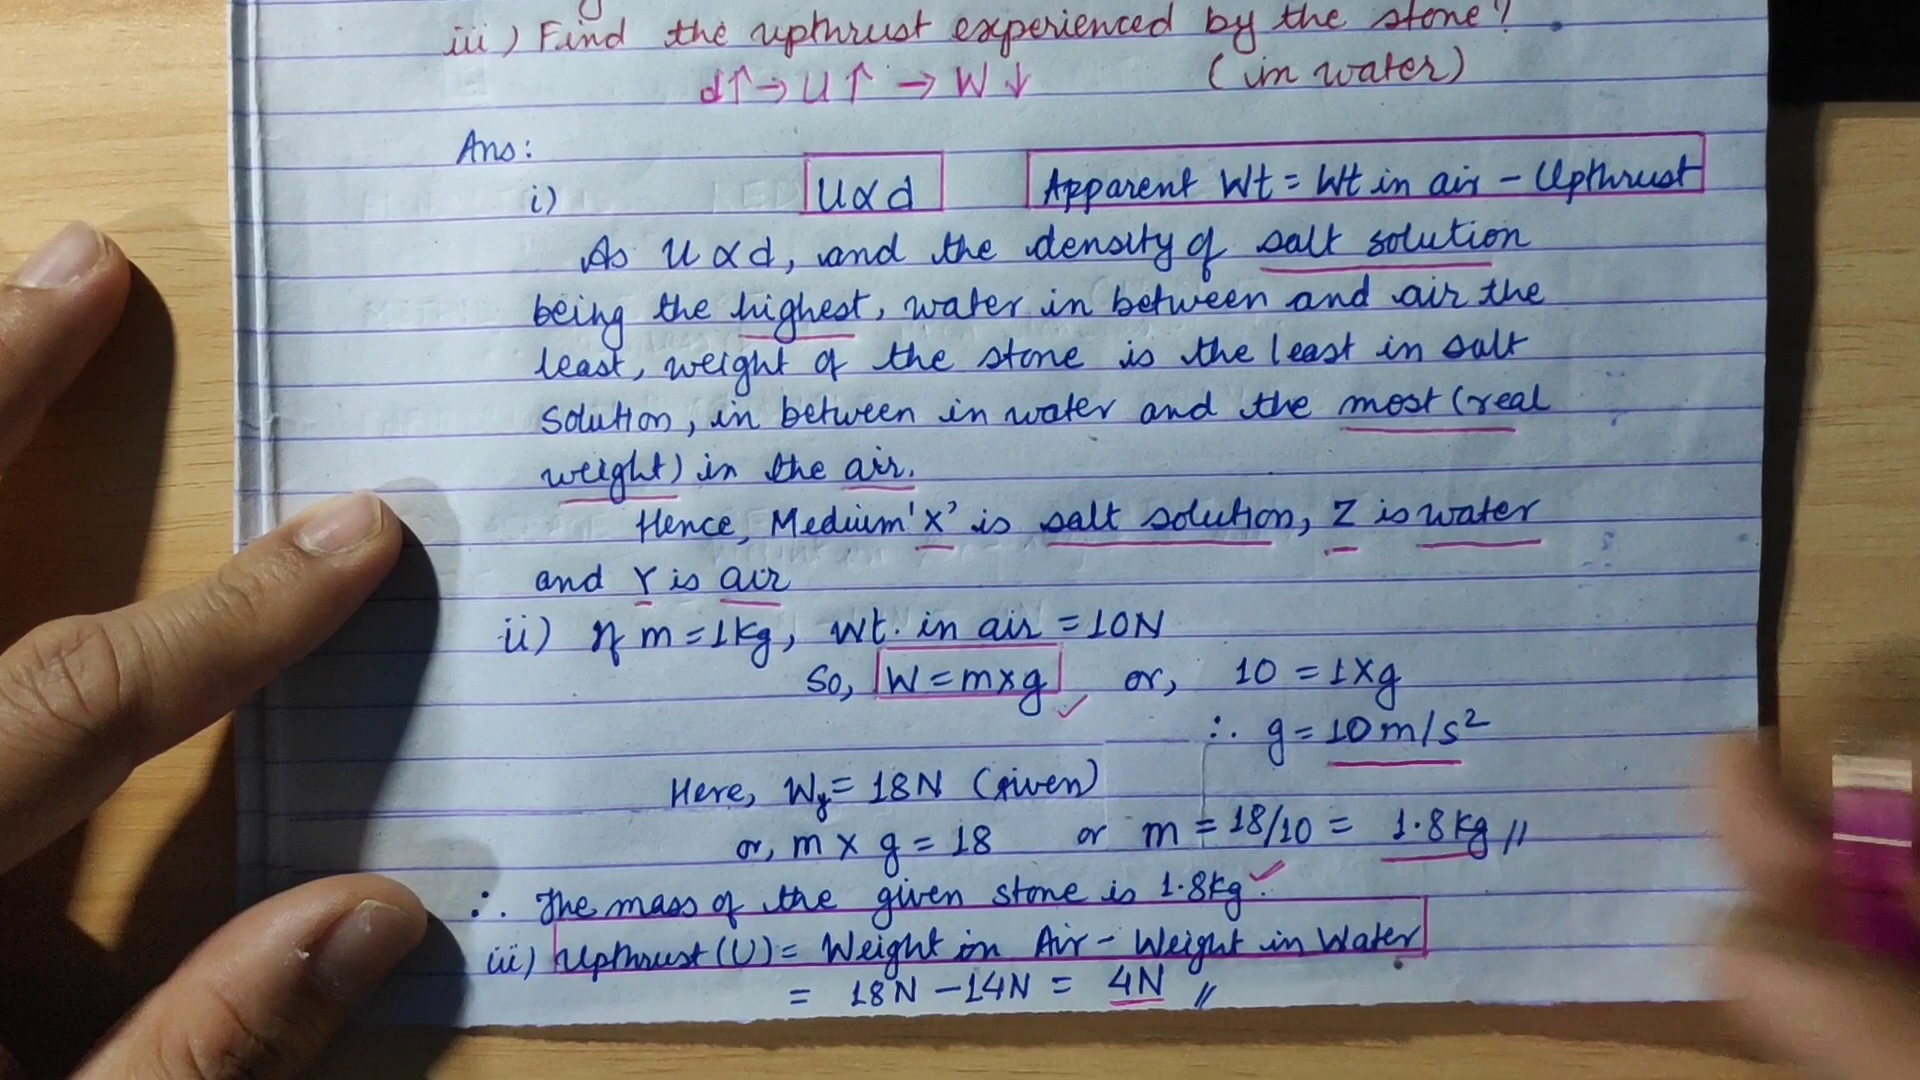 iii) Find the upthrust experienced by the stone?
d↑→U↑→W↓ (in water)
Ans:
i) U∝d Apparent Wt = Wt in air - Upthrust
As U∝d, and the density of salt solution
being the highest, water in between and air the
least, weight of the stone is the least in salt
solution, in between in water and the most (real
weight) in the air.
Hence, Medium 'X' is salt solution, Z is water
and Y is air
ii) If m = 1kg, Wt. in air = 10N
So, W = m×g or, 10 = 1×g
∴ g = 10 m/s²
Here, Wy = 18N (Given)
or, m × g = 18 or m = 18/10 = 1.8kg //
∴ The mass of the given stone is 1.8kg.
iii) Upthrust (U) = Weight in Air - Weight in Water
= 18N - 14N = 4N //